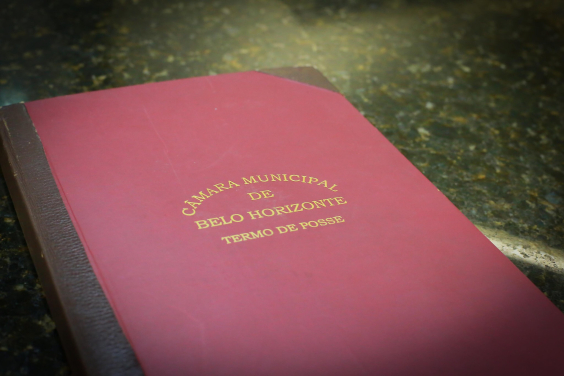 CÂMARA MUNICIPAL
DE
BELO HORIZONTE
TERMO DE POSSE